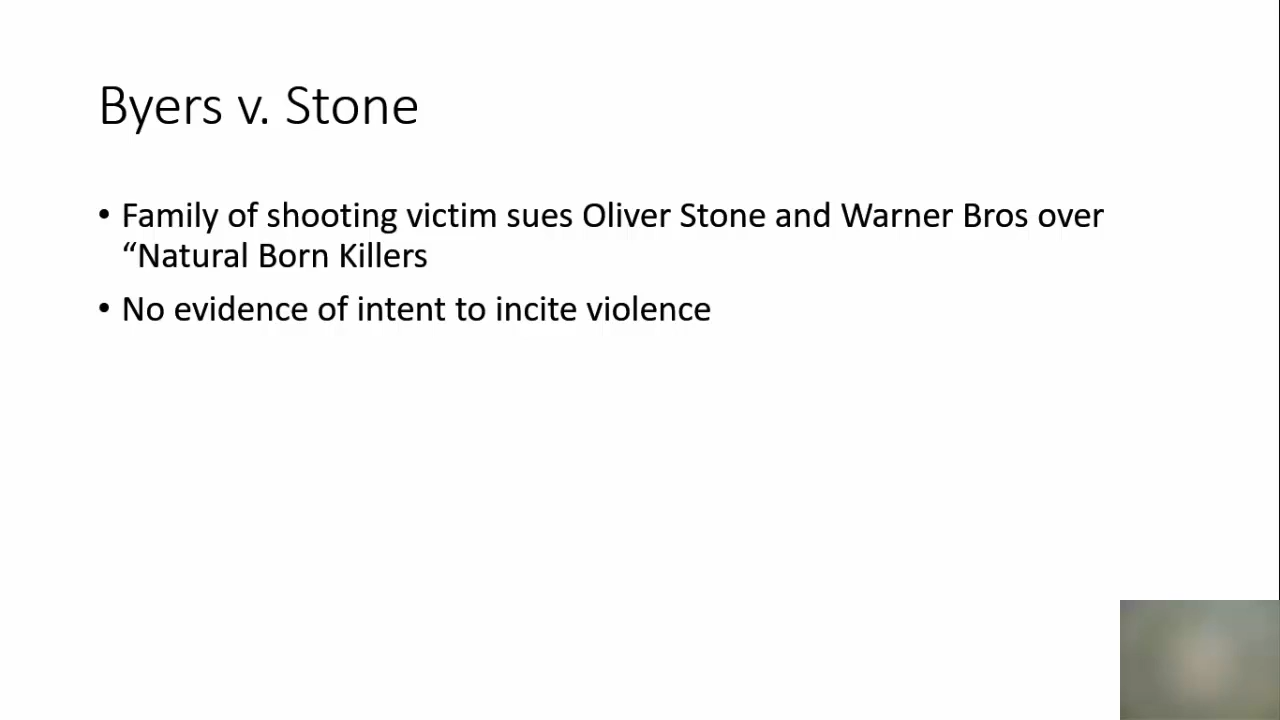 Byers v. Stone
• Family of shooting victim sues Oliver Stone and Warner Bros over
“Natural Born Killers
• No evidence of intent to incite violence